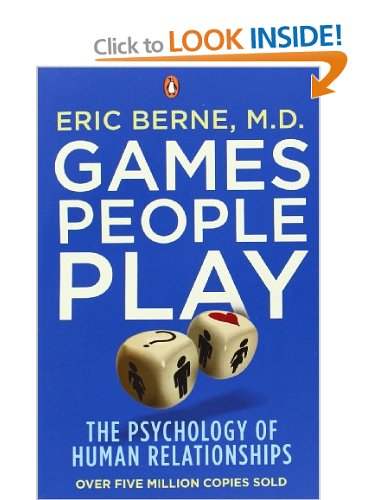 Click to LOOK INSIDE!
ERIC BERNE, M.D.
GAMES
PEOPLE
PLAY
?
THE PSYCHOLOGY OF
HUMAN RELATIONSHIPS
OVER FIVE MILLION COPIES SOLD